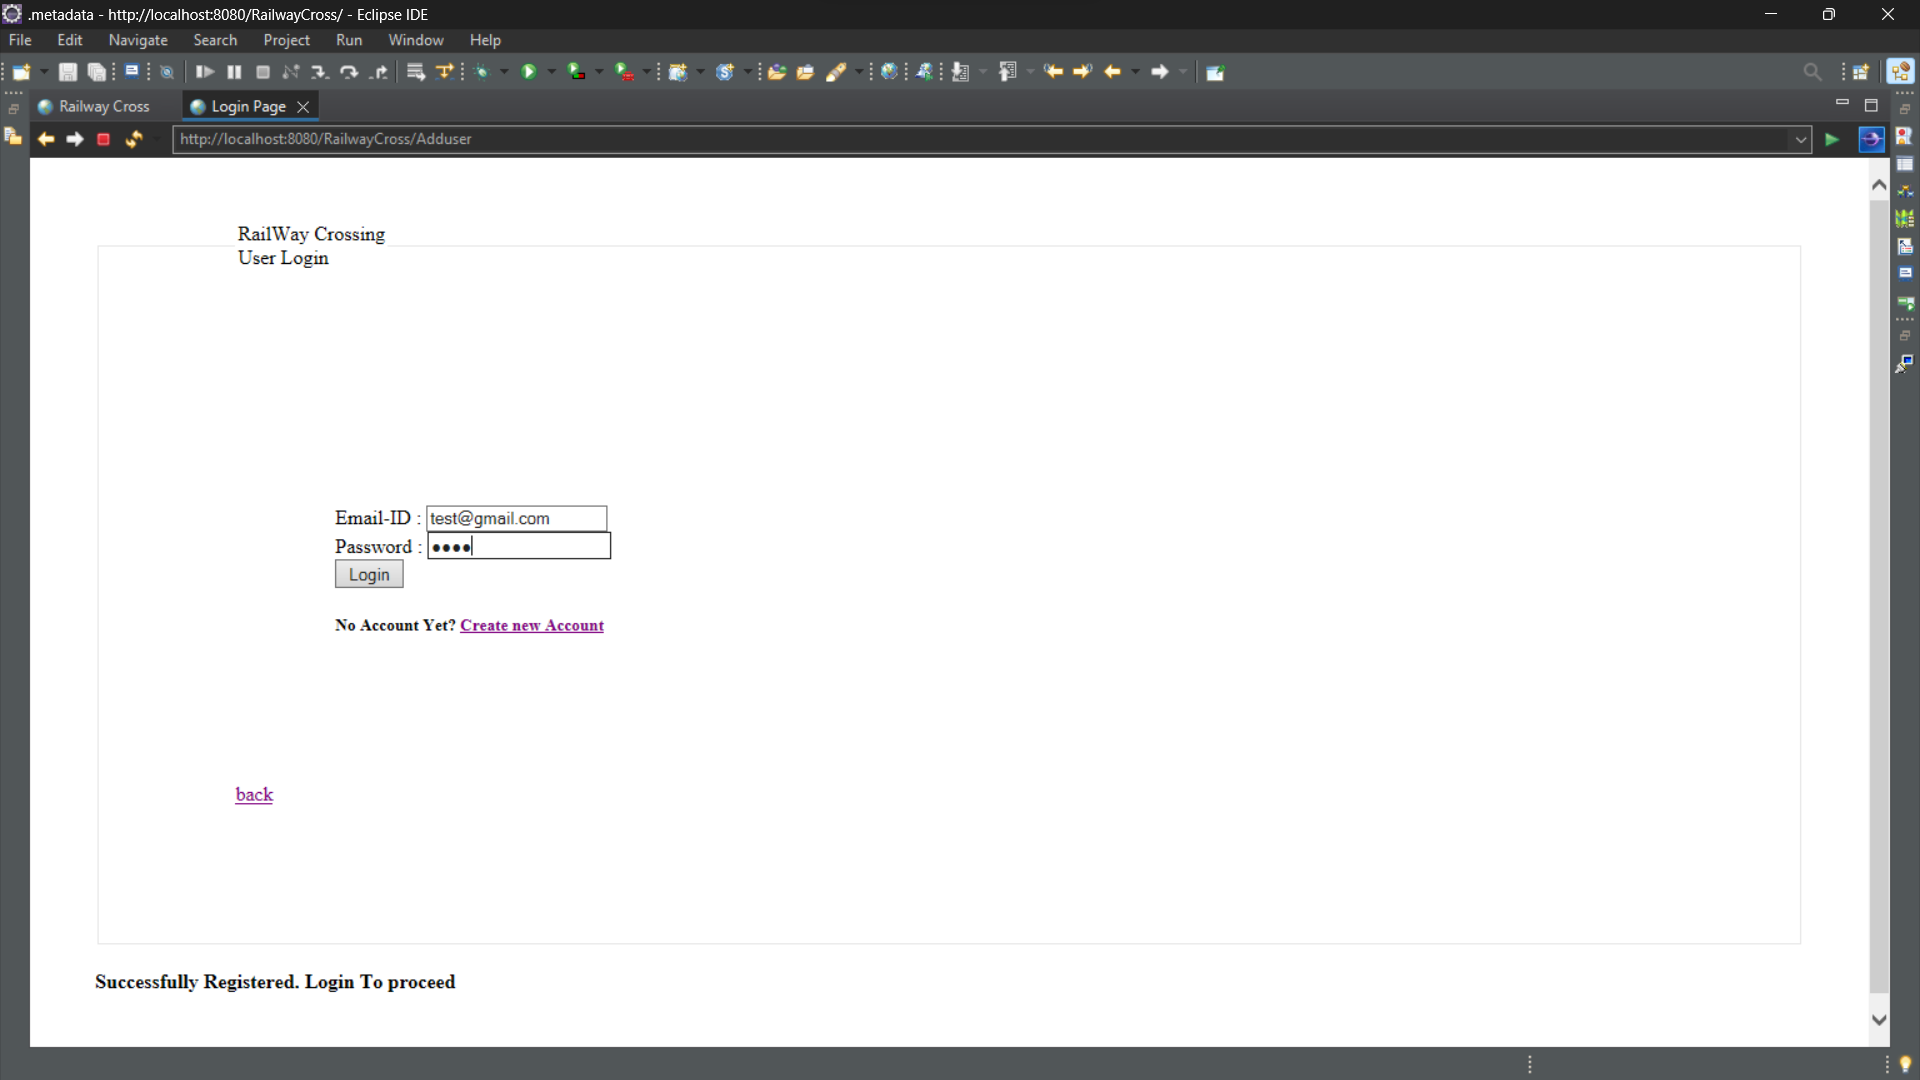 .metadata - http://localhost:8080/RailwayCross/ - Eclipse IDE
File Edit Navigate Search Project Run Window Help
Railway Cross Login Page
http://localhost:8080/RailwayCross/Adduser
RailWay Crossing
User Login
Email-ID : test@gmail.com
Password : ••••
Login
No Account Yet? Create new Account
back
Successfully Registered. Login To proceed